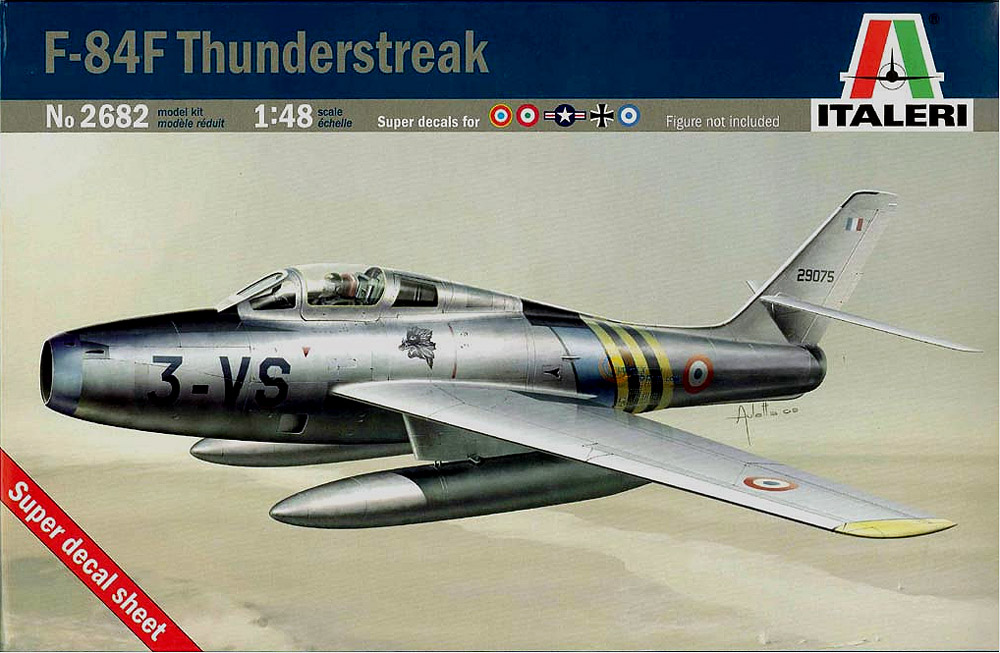 F-84F Thunderstreak
ITALERI
®
No 2682 model kit
modèle réduit
1:48 scale
échelle
Super decals for
Figure not included
29075
3-VS
Super decal sheet